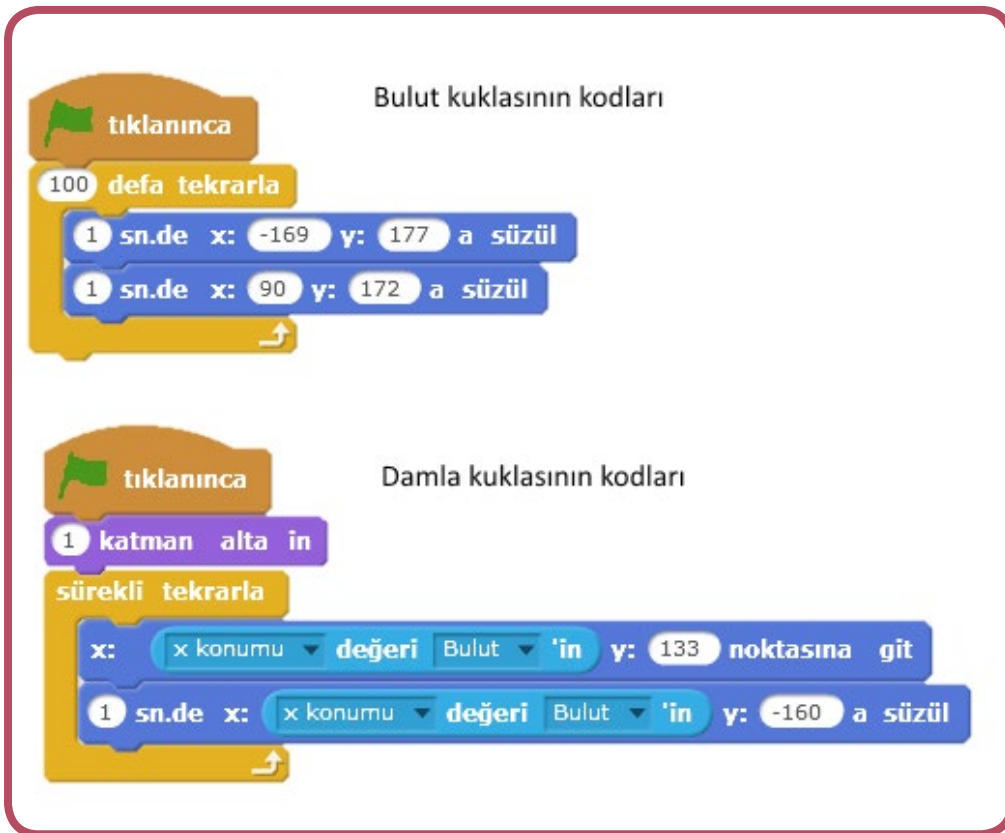 Bulut kuklasının kodları
tıklanınca
100 defa tekrarla
1 sn.de x: -169 y: 177 a süzül
1 sn.de x: 90 y: 172 a süzül
Damla kuklasının kodları
tıklanınca
1 katman alta in
sürekli tekrarla
x: x konumu değeri Bulut 'in y: 133 noktasına git
1 sn.de x: x konumu değeri Bulut 'in y: -160 a süzül